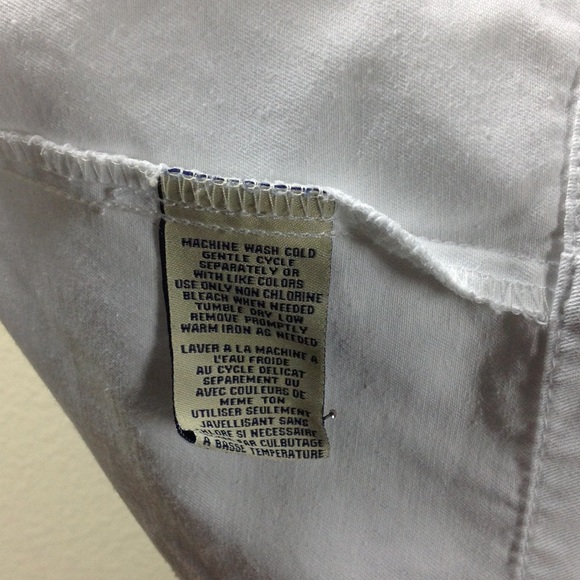 MACHINE WASH COLD
GENTLE CYCLE
SEPARATELY OR
WITH LIKE COLORS
USE ONLY NON CHLORINE
BLEACH WHEN NEEDED
TUMBLE DRY LOW
REMOVE PROMPTLY
WARM IRON AS NEEDED
LAVER A LA MACHINE A
L'EAU FROIDE
AU CYCLE DELICAT
SEPAREMENT OU
AVEC COULEURS DE
MEME TON
UTILISER SEULEMENT
JAVELLISANT SANS
SI NECESSAIRE
PAR CULBUTAGE
A BASSE TEMPERATURE